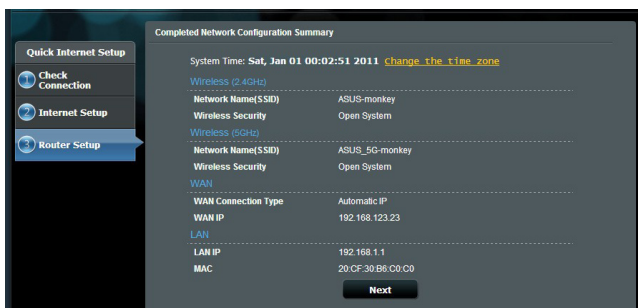 Completed Network Configuration Summary
Quick Internet Setup
1 Check Connection
2 Internet Setup
3 Router Setup
System Time: Sat, Jan 01 00:02:51 2011 Change the time zone
Wireless (2.4GHz)
Network Name(SSID) ASUS-monkey
Wireless Security Open System
Wireless (5GHz)
Network Name(SSID) ASUS_5G-monkey
Wireless Security Open System
WAN
WAN Connection Type Automatic IP
WAN IP 192.168.123.23
LAN
LAN IP 192.168.1.1
MAC 20:CF:30:B6:C0:C0
Next